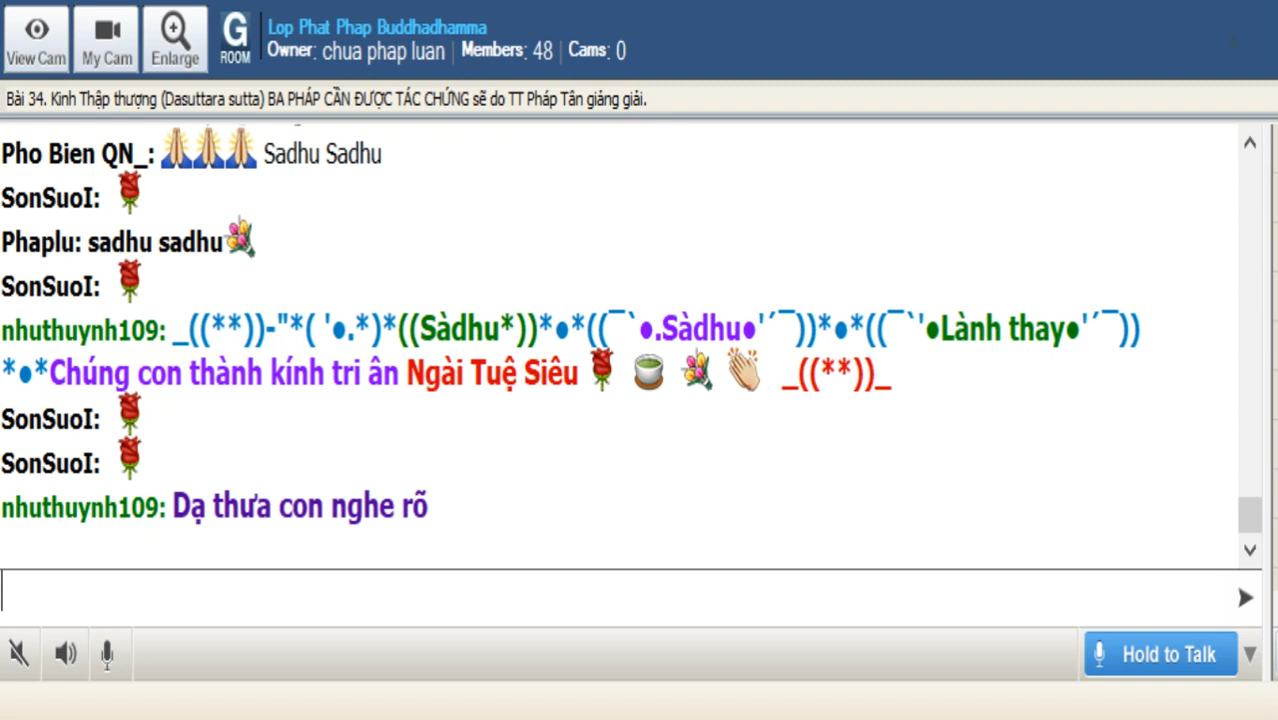 Lop Phat Phap Buddhadhamma
View Cam My Cam Enlarge G ROOM Owner: chua phap luan | Members: 48 | Cams: 0
Bài 34. Kinh Thập thượng (Dasuttara sutta) BA PHÁP CẦN ĐƯỢC TÁC CHỨNG sẽ do TT Pháp Tân giảng giải.
Pho Bien QN_: 🙏🙏🙏 Sadhu Sadhu
SonSuoI: 🌹
Phaplu: sadhu sadhu💐
SonSuoI: 🌹
nhuthuynh109: _((**))-"*( '●.*)*((Sàdhu*))*●*((¯`●.Sàdhu●'´¯))*●*((¯`'●Lành thay●'´¯))
*●*Chúng con thành kính tri ân Ngài Tuệ Siêu🌹 🍵 💐 👏 _((**))_
SonSuoI: 🌹
SonSuoI: 🌹
nhuthuynh109: Dạ thưa con nghe rõ
Hold to Talk